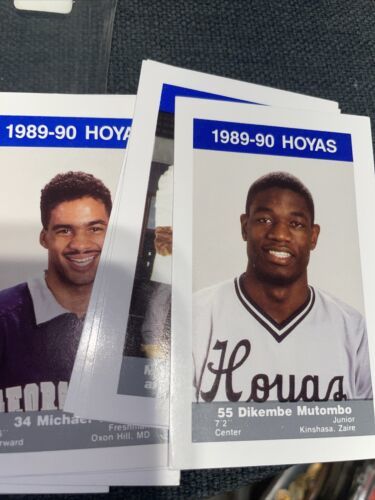 1989-90 HOYA
34 Michael
Freshman
Oxon Hill, MD
1989-90 HOYAS
Hoyas
55 Dikembe Mutombo
7'2"
Junior
Center
Kinshasa, Zaire